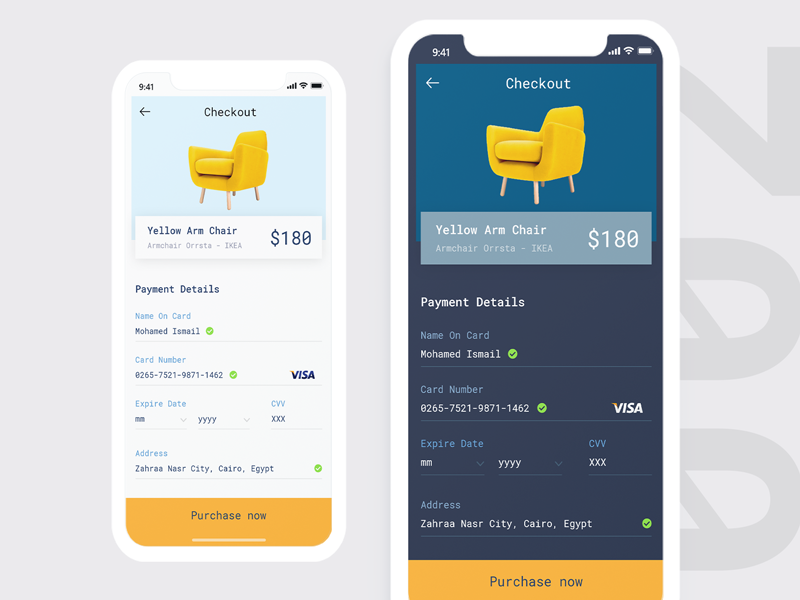 9:41
Checkout
Yellow Arm Chair
Armchair Orrsta - IKEA
$180
Payment Details
Name On Card
Mohamed Ismail
Card Number
0265-7521-9871-1462
VISA
Expire Date CVV
mm yyyy XXX
Address
Zahraa Nasr City, Cairo, Egypt
Purchase now
9:41
Checkout
Yellow Arm Chair
Armchair Orrsta - IKEA
$180
Payment Details
Name On Card
Mohamed Ismail
Card Number
0265-7521-9871-1462
VISA
Expire Date CVV
mm yyyy XXX
Address
Zahraa Nasr City, Cairo, Egypt
Purchase now
002